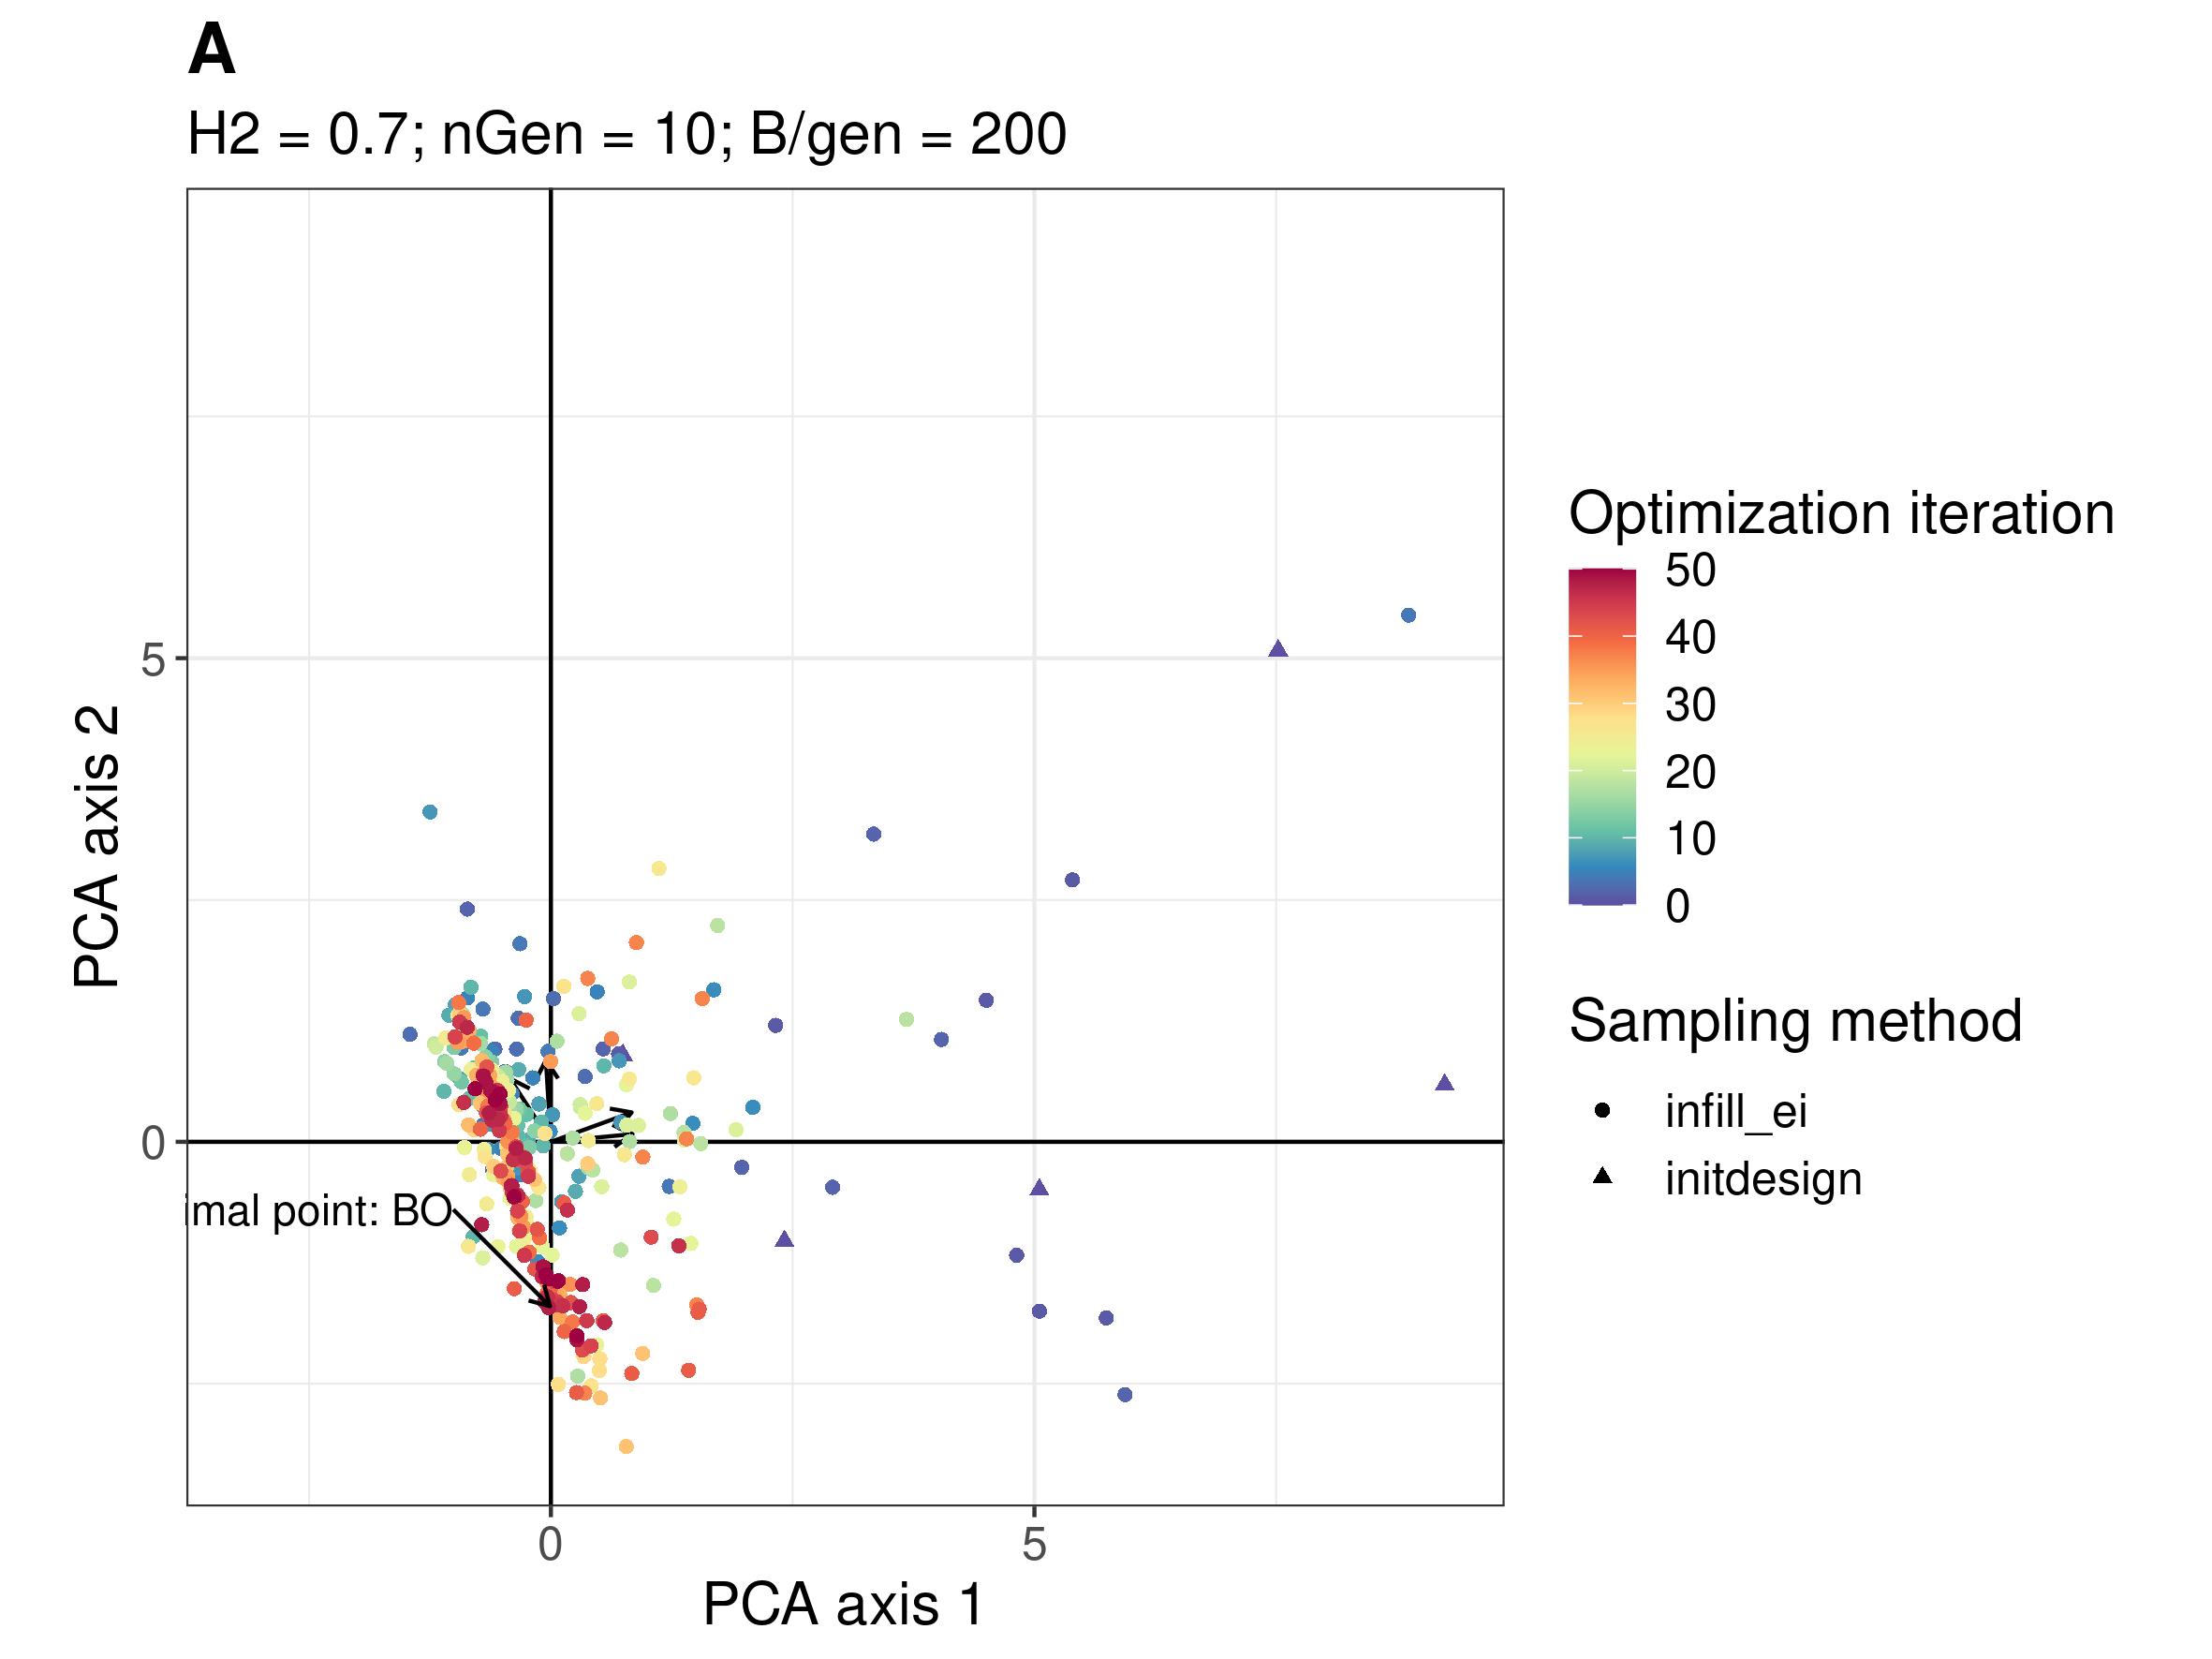 A
H2 = 0.7; nGen = 10; B/gen = 200
PCA axis 2
5
0
imal point: BO
0
5
PCA axis 1
Optimization iteration
50
40
30
20
10
0
Sampling method
infill_ei
initdesign